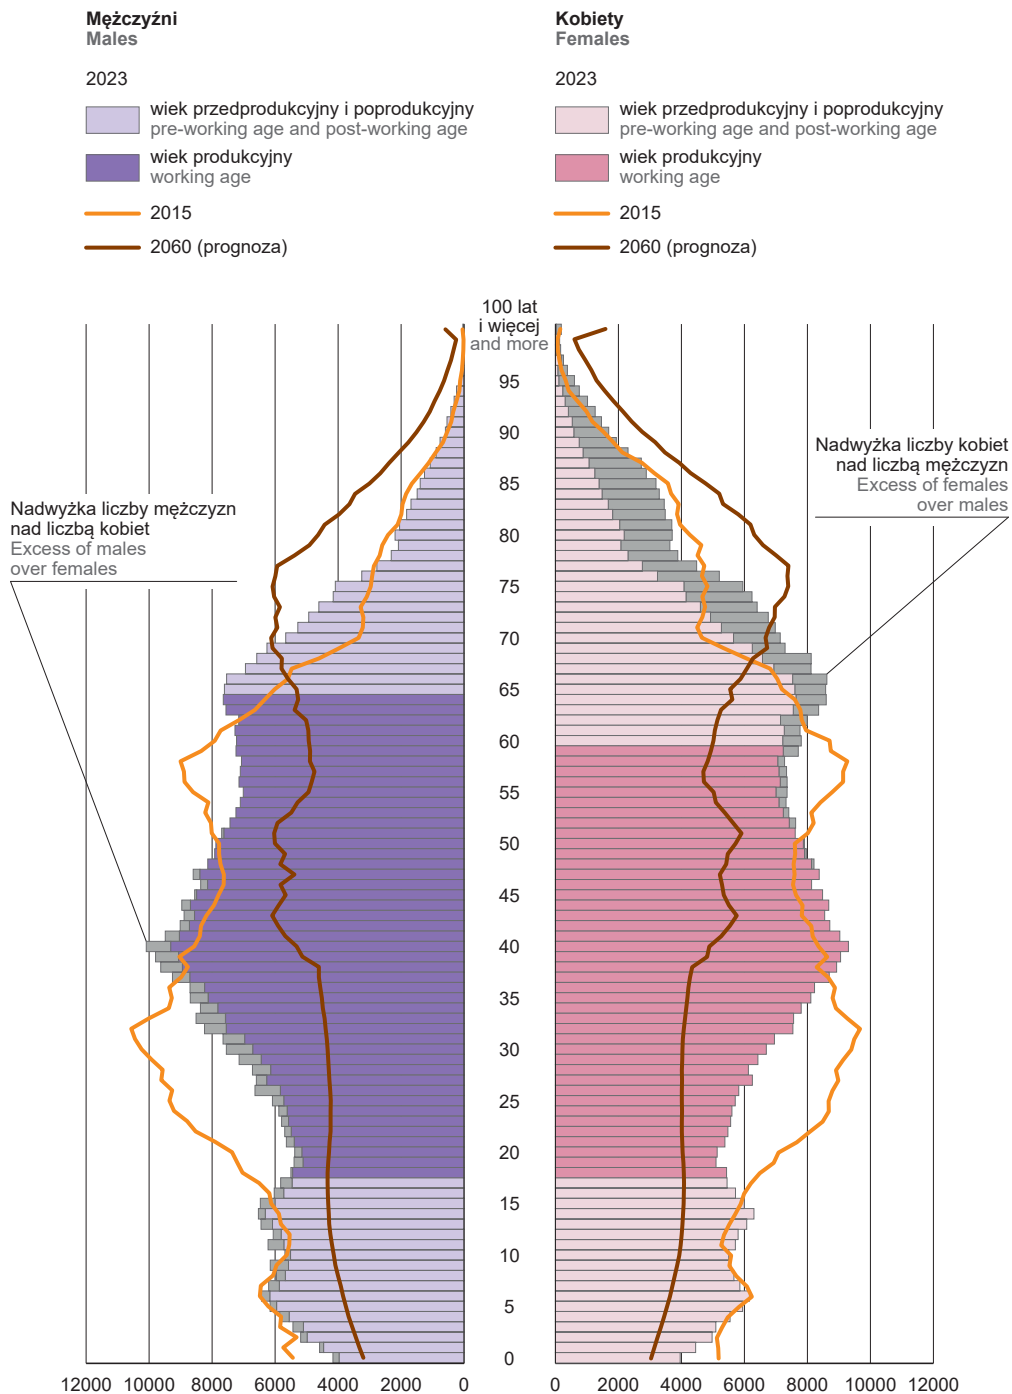 Mężczyźni
Males
2023
wiek przedprodukcyjny i poprodukcyjny
pre-working age and post-working age
wiek produkcyjny
working age
2015
2060 (prognoza)
Kobiety
Females
2023
wiek przedprodukcyjny i poprodukcyjny
pre-working age and post-working age
wiek produkcyjny
working age
2015
2060 (prognoza)
100 lat
i więcej
and more
95
90
85
80
75
70
65
60
55
50
45
40
35
30
25
20
15
10
5
0
Nadwyżka liczby mężczyzn
nad liczbą kobiet
Excess of males
over females
Nadwyżka liczby kobiet
nad liczbą mężczyzn
Excess of females
over males
12000 10000 8000 6000 4000 2000 0
0 2000 4000 6000 8000 10000 12000